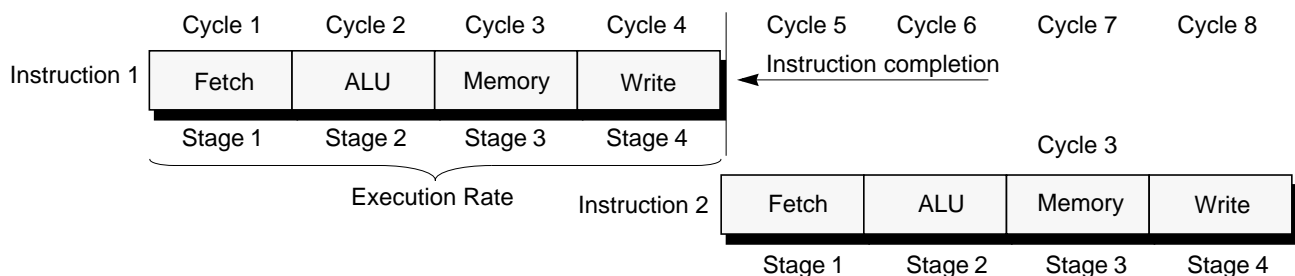 Cycle 1 Cycle 2 Cycle 3 Cycle 4 Cycle 5 Cycle 6 Cycle 7 Cycle 8
Instruction 1 Fetch ALU Memory Write Instruction completion
Stage 1 Stage 2 Stage 3 Stage 4
Cycle 3
Execution Rate
Instruction 2 Fetch ALU Memory Write
Stage 1 Stage 2 Stage 3 Stage 4